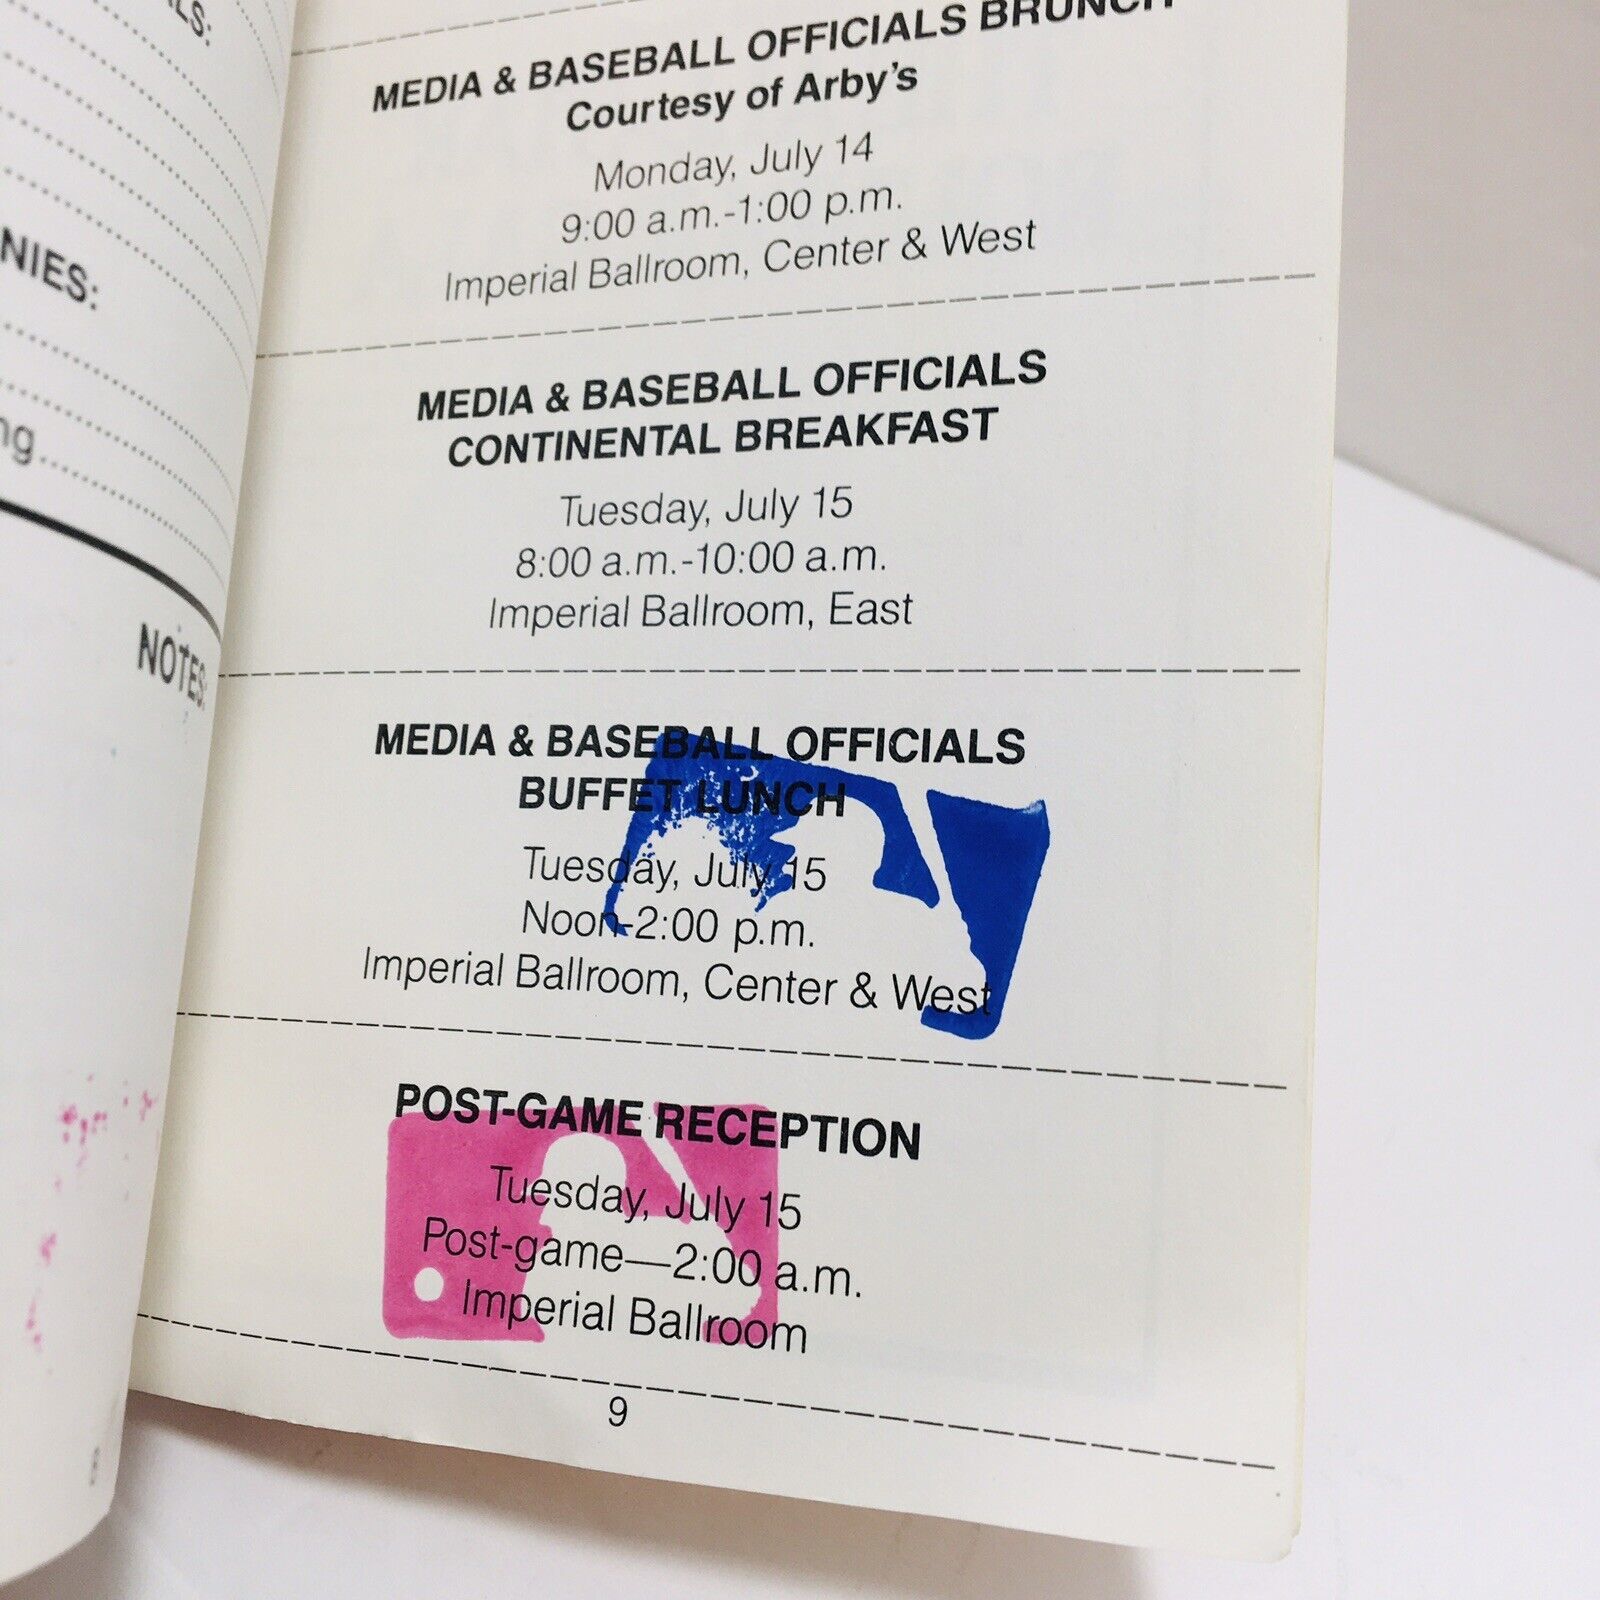 LS:
NIES:
ng
NOTES:
8
MEDIA & BASEBALL OFFICIALS BRUNCH
Courtesy of Arby's
Monday, July 14
9:00 a.m.-1:00 p.m.
Imperial Ballroom, Center & West
MEDIA & BASEBALL OFFICIALS
CONTINENTAL BREAKFAST
Tuesday, July 15
8:00 a.m.-10:00 a.m.
Imperial Ballroom, East
MEDIA & BASEBALL OFFICIALS
BUFFET LUNCH
Tuesday, July 15
Noon-2:00 p.m.
Imperial Ballroom, Center & West
POST-GAME RECEPTION
Tuesday, July 15
Post-game—2:00 a.m.
Imperial Ballroom
9